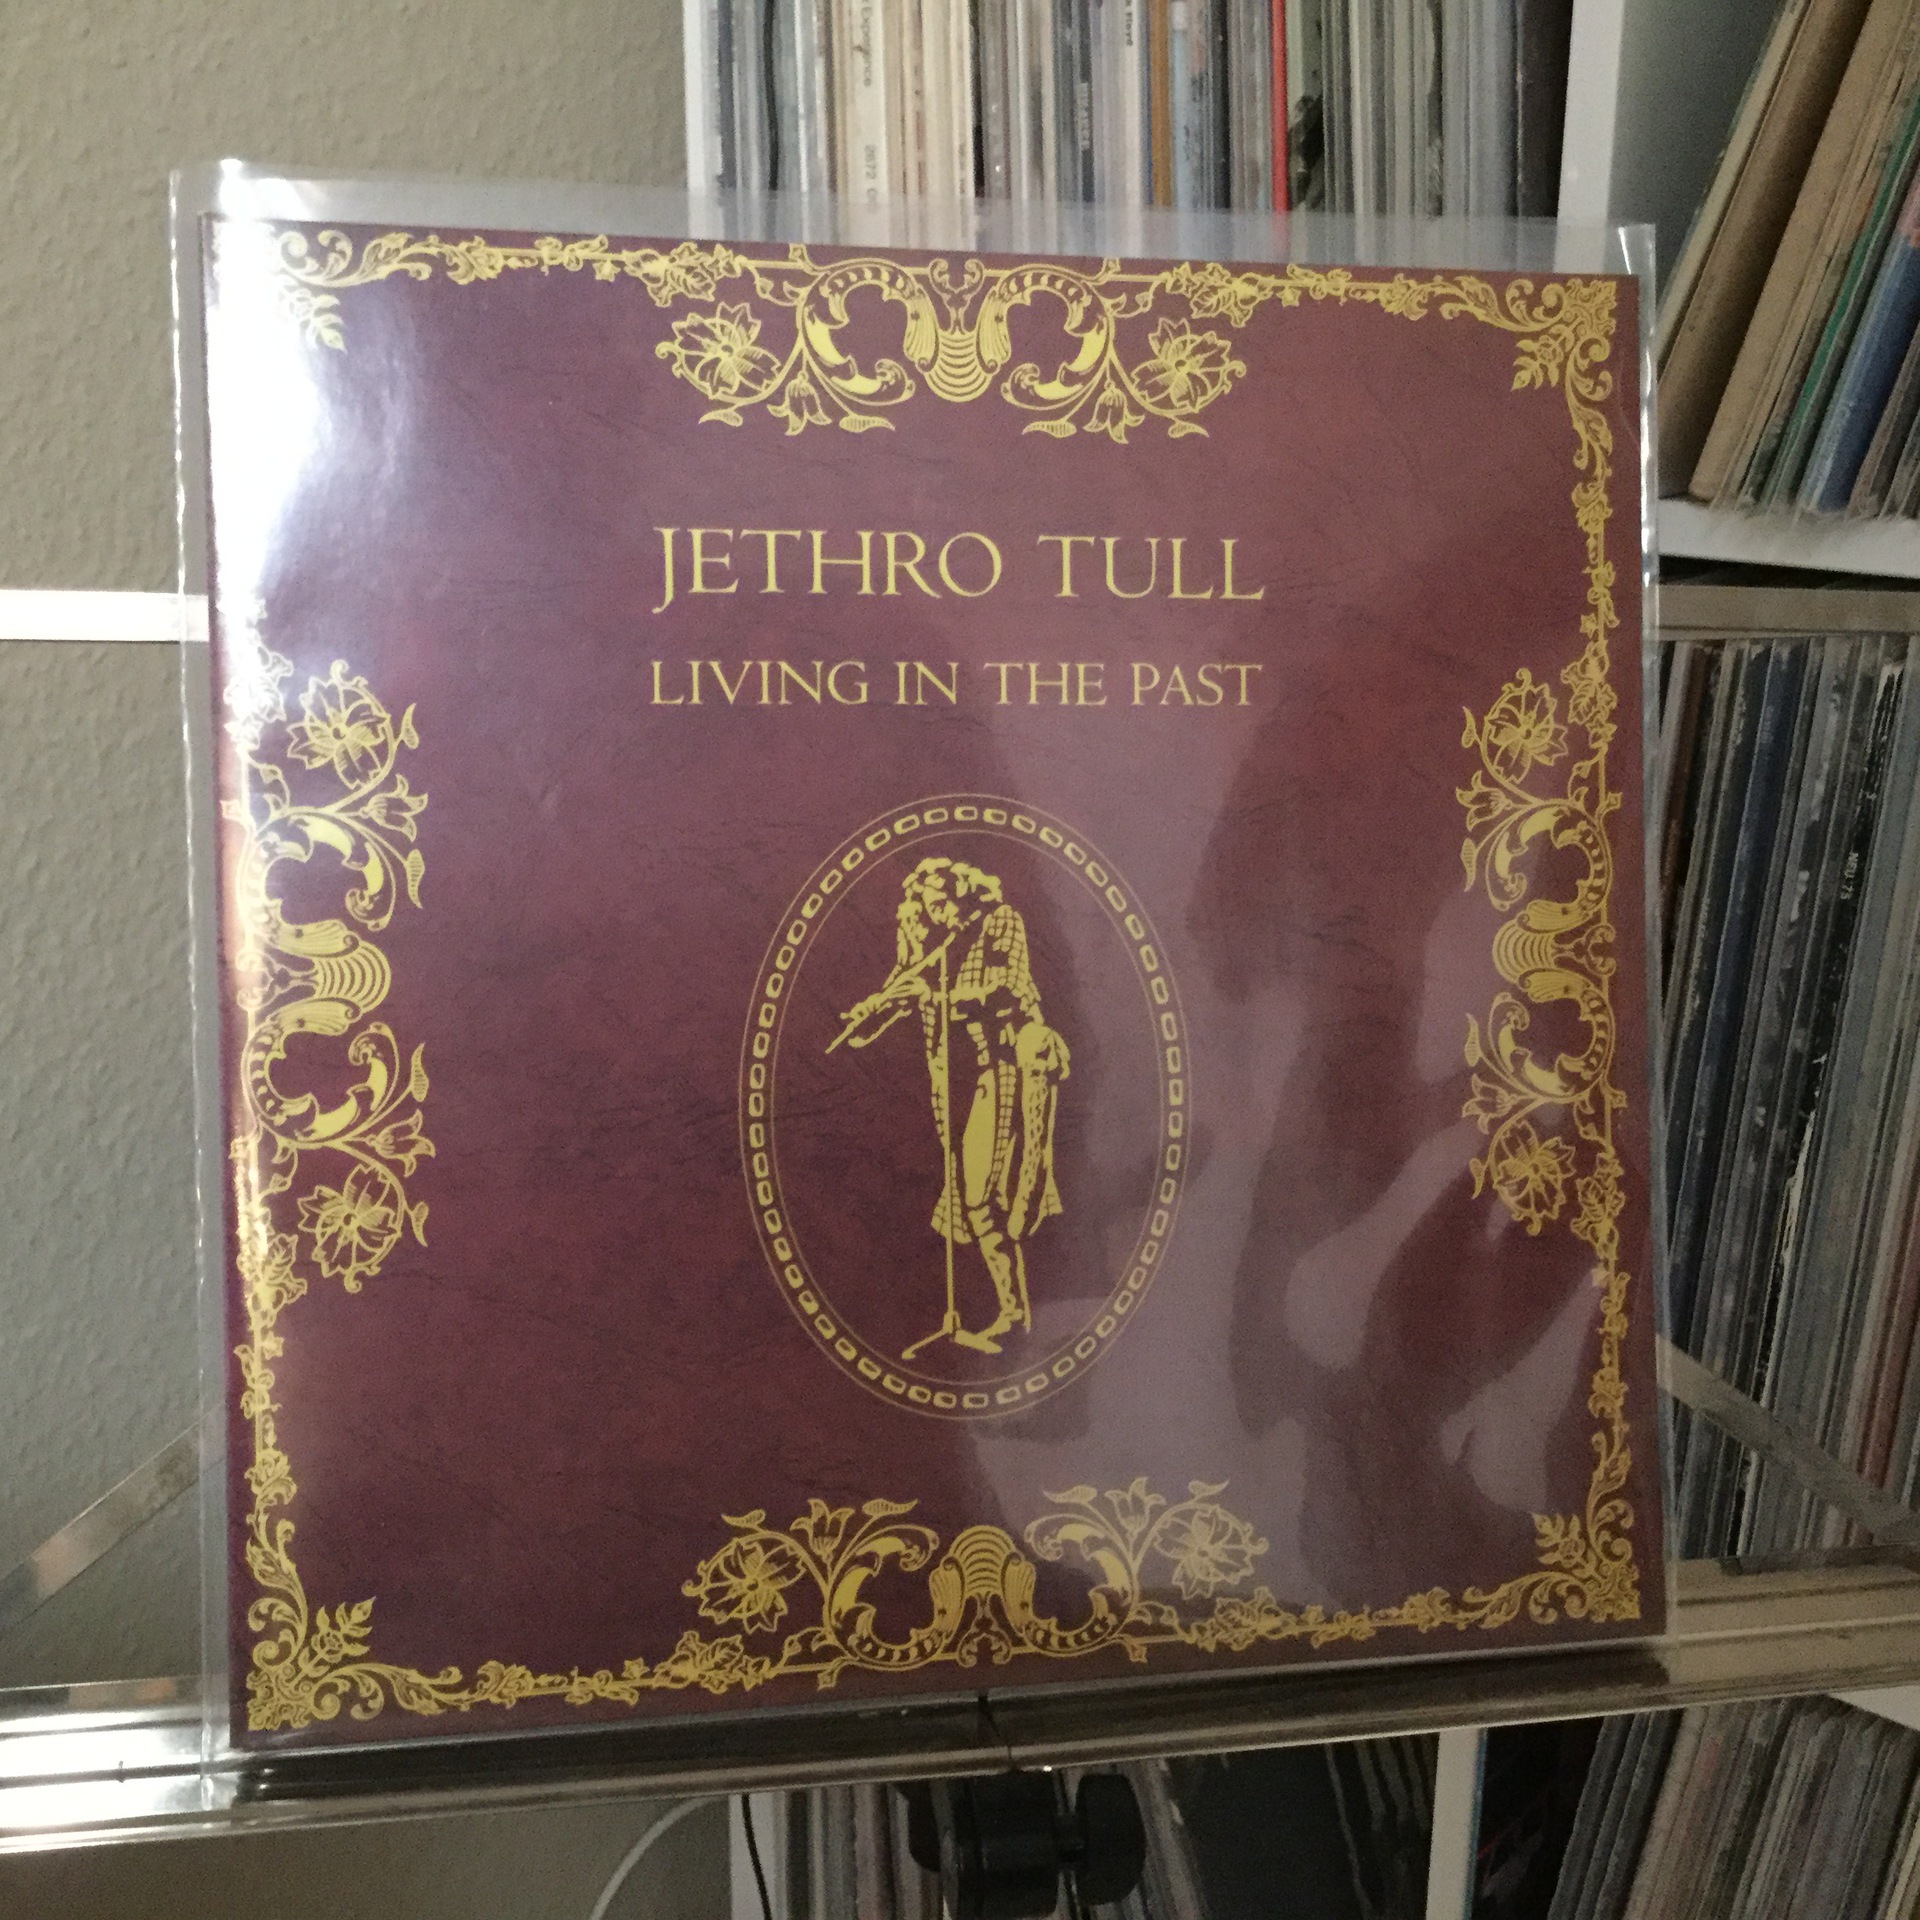 JETHRO TULL
LIVING IN THE PAST